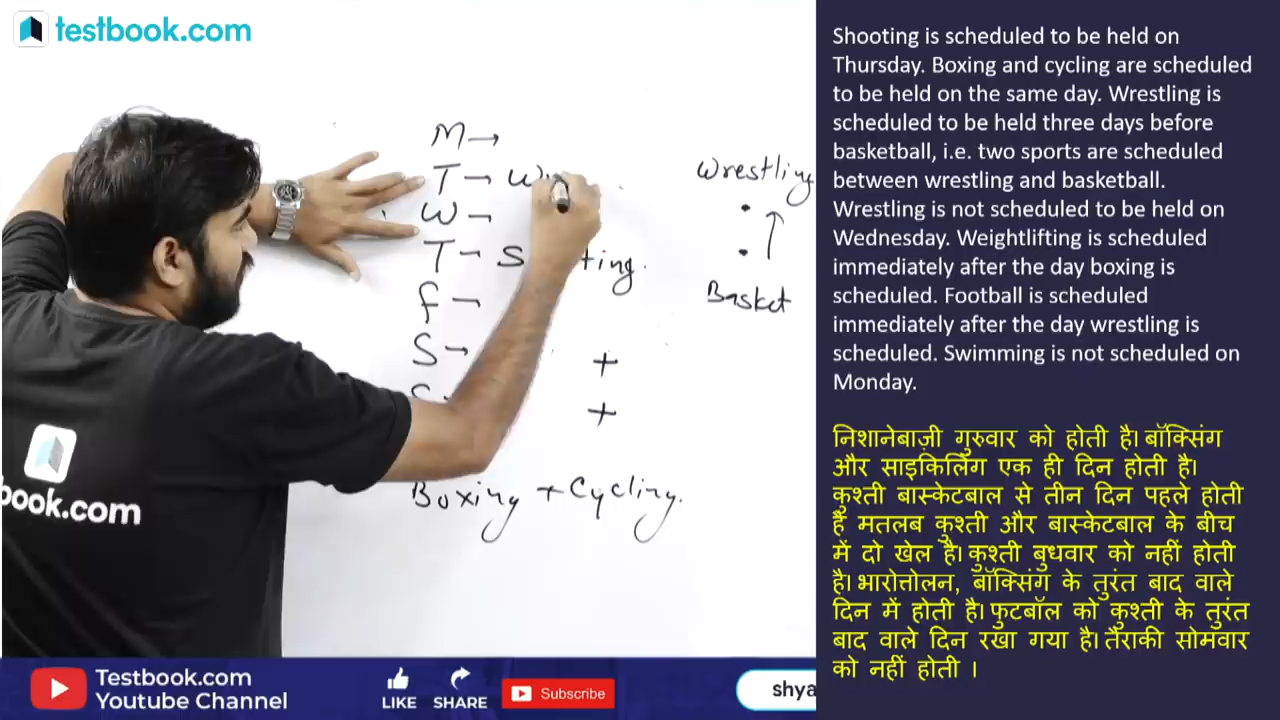 testbook.com
M →
T → W
W -
T - S ting.
F -
S -
+
+
Boxing + Cycling.
Wrestling
Basket
book.com
Shooting is scheduled to be held on
Thursday. Boxing and cycling are scheduled
to be held on the same day. Wrestling is
scheduled to be held three days before
basketball, i.e. two sports are scheduled
between wrestling and basketball.
Wrestling is not scheduled to be held on
Wednesday. Weightlifting is scheduled
immediately after the day boxing is
scheduled. Football is scheduled
immediately after the day wrestling is
scheduled. Swimming is not scheduled on
Monday.
निशानेबाज़ी गुरुवार को होती है। बॉक्सिंग
और साइकिलिंग एक ही दिन होती है।
कुश्ती बास्केटबाल से तीन दिन पहले होती
है मतलब कुश्ती और बास्केटबाल के बीच
में दो खेल है। कुश्ती बुधवार को नहीं होती
है। भारोत्तोलन, बॉक्सिंग के तुरंत बाद वाले
दिन में होती है। फुटबॉल को कुश्ती के तुरंत
बाद वाले दिन रखा गया है। तैराकी सोमवार
को नहीं होती ।
Testbook.com
Youtube Channel
LIKE
SHARE
Subscribe
shya